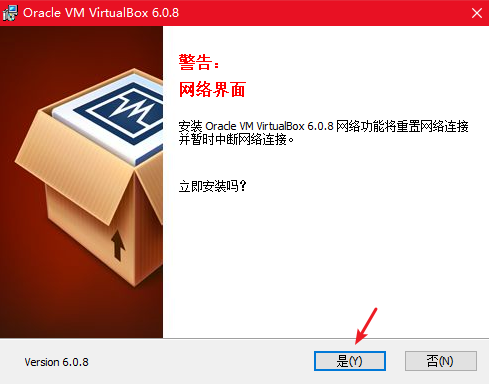 Oracle VM VirtualBox 6.0.8
警告：
网络界面
安装 Oracle VM VirtualBox 6.0.8 网络功能将重置网络连接
并暂时中断网络连接。
立即安装吗？
Version 6.0.8
是(Y)
否(N)